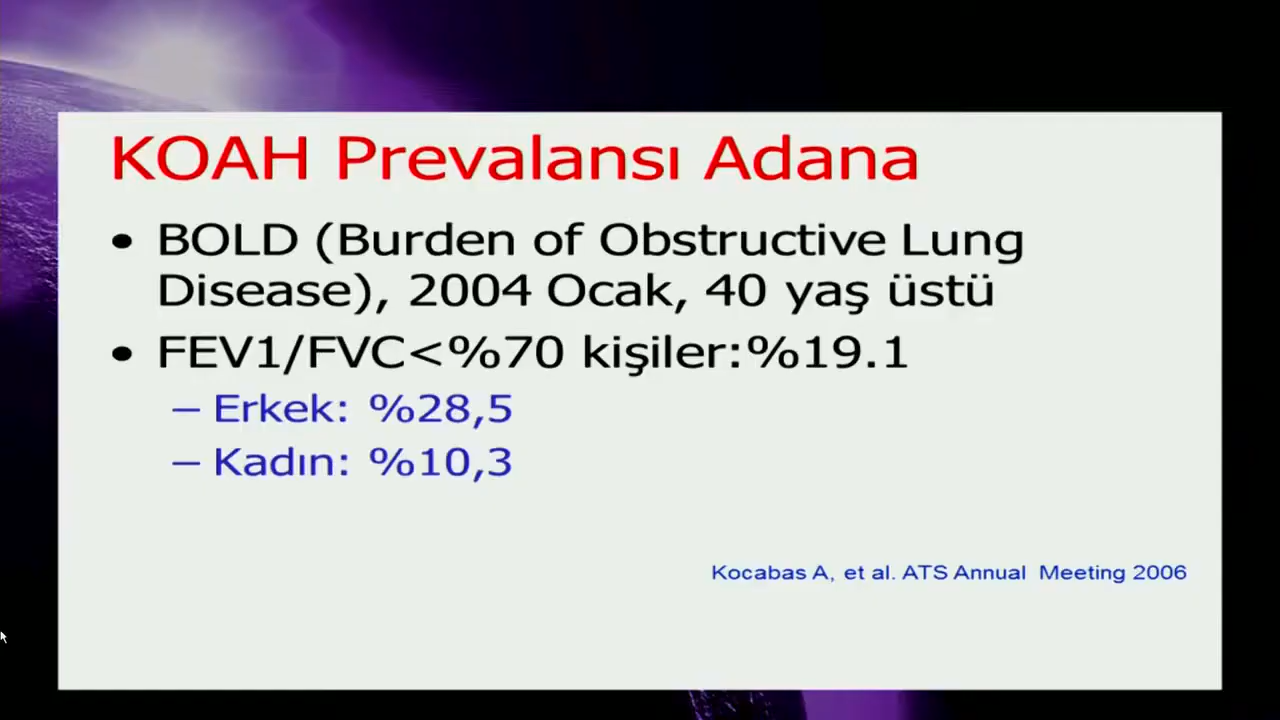 KOAH Prevalansı Adana
• BOLD (Burden of Obstructive Lung
Disease), 2004 Ocak, 40 yaş üstü
• FEV1/FVC<%70 kişiler:%19.1
– Erkek: %28,5
– Kadın: %10,3
Kocabas A, et al. ATS Annual Meeting 2006